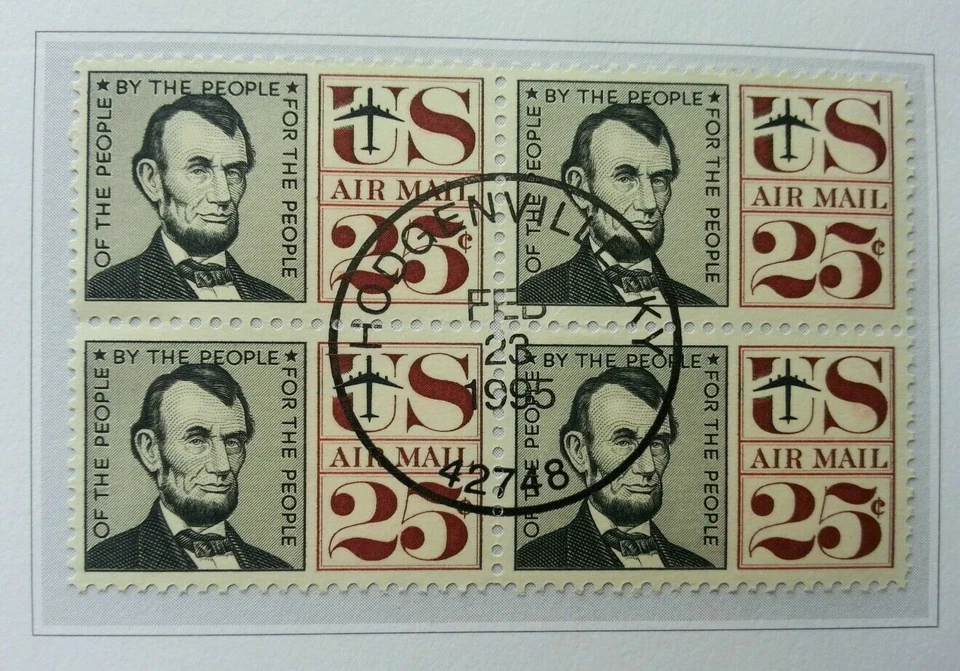 OF THE PEOPLE ★ BY THE PEOPLE ★ FOR THE PEOPLE
US
AIR MAIL
25¢
OF THE PEOPLE ★ BY THE PEOPLE ★ FOR THE PEOPLE
US
AIR MAIL
25¢
HODGENVILLE KY
FEB
23
1995
42748
OF THE PEOPLE ★ BY THE PEOPLE ★ FOR THE PEOPLE
US
AIR MAIL
25¢
OF THE PEOPLE ★ BY THE PEOPLE ★ FOR THE PEOPLE
US
AIR MAIL
25¢